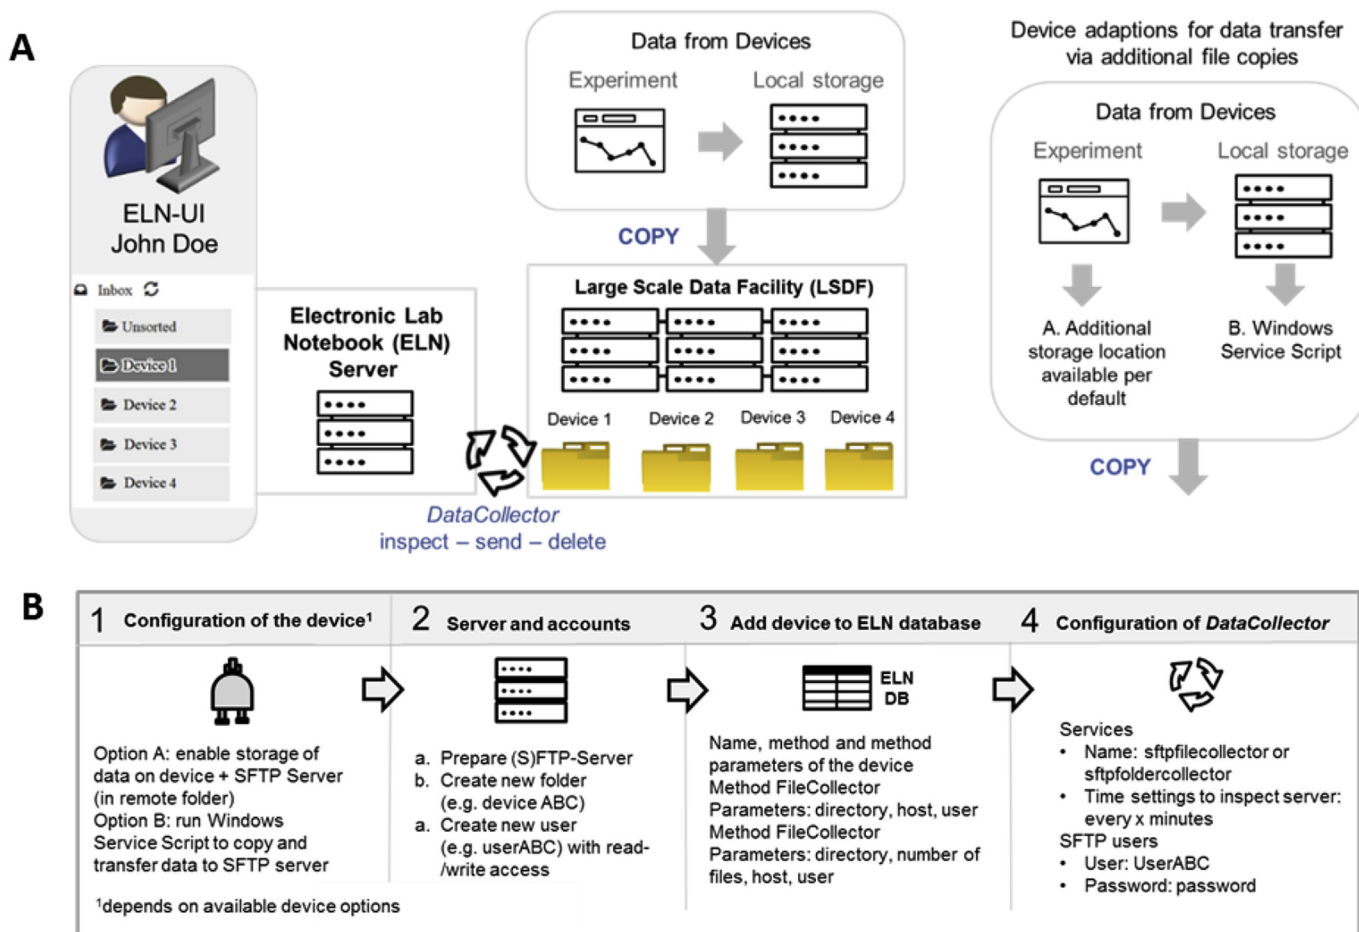 A
ELN-UI
John Doe
Inbox
Unsorted
Device 1
Device 2
Device 3
Device 4
Electronic Lab
Notebook (ELN)
Server
Data from Devices
Experiment
Local storage
COPY
Large Scale Data Facility (LSDF)
Device 1
Device 2
Device 3
Device 4
DataCollector
inspect – send – delete
Device adaptions for data transfer
via additional file copies
Data from Devices
Experiment
Local storage
A. Additional
storage location
available per
default
B. Windows
Service Script
COPY
B
1 Configuration of the device¹
Option A: enable storage of
data on device + SFTP Server
(in remote folder)
Option B: run Windows
Service Script to copy and
transfer data to SFTP server
¹depends on available device options
2 Server and accounts
a. Prepare (S)FTP-Server
b. Create new folder
(e.g. device ABC)
a. Create new user
(e.g. userABC) with read-
/write access
3 Add device to ELN database
ELN
DB
Name, method and method
parameters of the device
Method FileCollector
Parameters: directory, host, user
Method FileCollector
Parameters: directory, number of
files, host, user
4 Configuration of DataCollector
Services
• Name: sftpfilecollector or
sftpfoldercollector
• Time settings to inspect server:
every x minutes
SFTP users
• User: UserABC
• Password: password